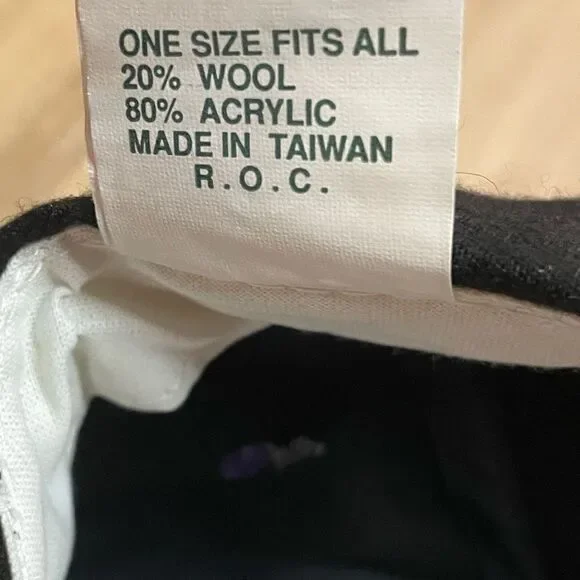 ONE SIZE FITS ALL
20% WOOL
80% ACRYLIC
MADE IN TAIWAN
R.O.C.